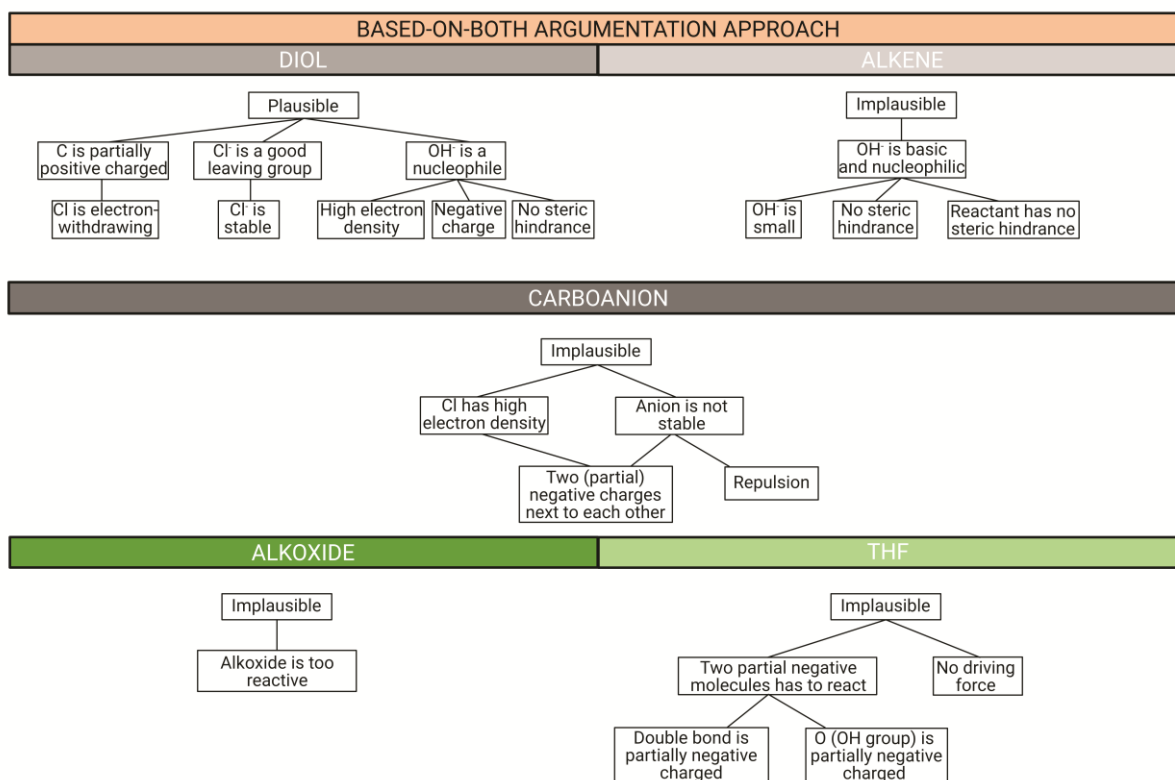 BASED-ON-BOTH ARGUMENTATION APPROACH
DIOL
ALKENE
Plausible
C is partially
positive charged
Cl⁻ is a good
leaving group
OH⁻ is a
nucleophile
Cl is electron-
withdrawing
Cl⁻ is
stable
High electron
density
Negative
charge
No steric
hindrance
Implausible
OH⁻ is basic
and nucleophilic
OH⁻ is
small
No steric
hindrance
Reactant has no
steric hindrance
CARBOANION
Implausible
Cl has high
electron density
Anion is not
stable
Two (partial)
negative charges
next to each other
Repulsion
ALKOXIDE
THF
Implausible
Alkoxide is too
reactive
Implausible
Two partial negative
molecules has to react
No driving
force
Double bond is
partially negative
charged
O (OH group) is
partially negative
charged